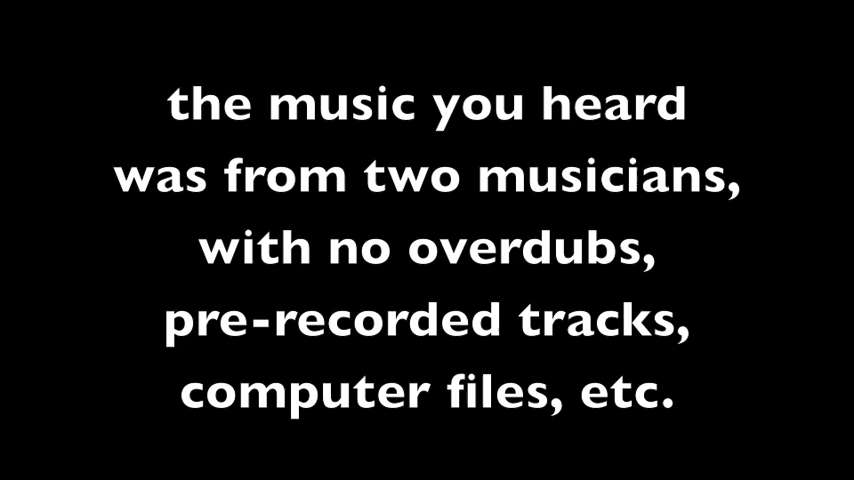 the music you heard
was from two musicians,
with no overdubs,
pre-recorded tracks,
computer files, etc.